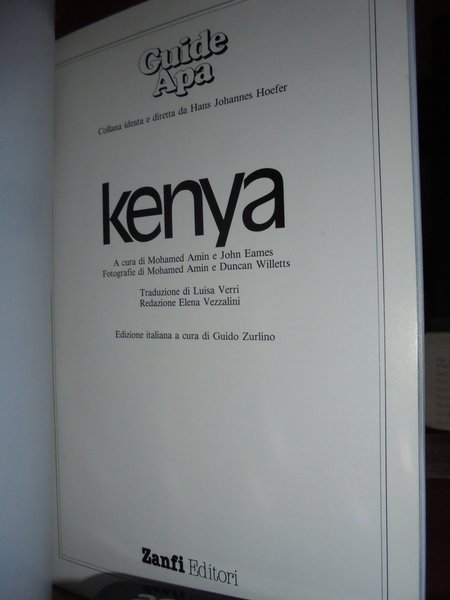 Guide
Apa
Collana ideata e diretta da Hans Johannes Hoefer
kenya
A cura di Mohamed Amin e John Eames
Fotografie di Mohamed Amin e Duncan Willetts
Traduzione di Luisa Verri
Redazione Elena Vezzalini
Edizione italiana a cura di Guido Zurlino
Zanfi Editori